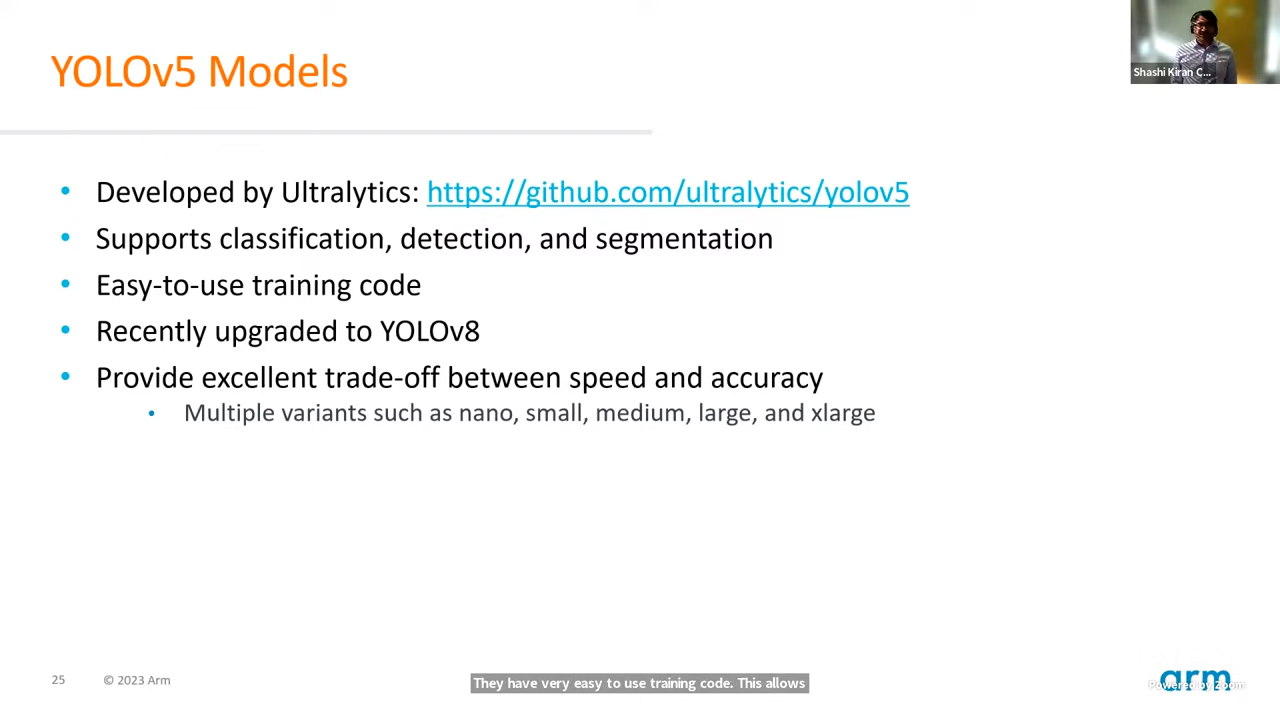 YOLOv5 Models
Shashi Kiran C...
• Developed by Ultralytics: https://github.com/ultralytics/yolov5
• Supports classification, detection, and segmentation
• Easy-to-use training code
• Recently upgraded to YOLOv8
• Provide excellent trade-off between speed and accuracy
• Multiple variants such as nano, small, medium, large, and xlarge
25 © 2023 Arm
They have very easy to use training code. This allows
arm
Powered by Zoom